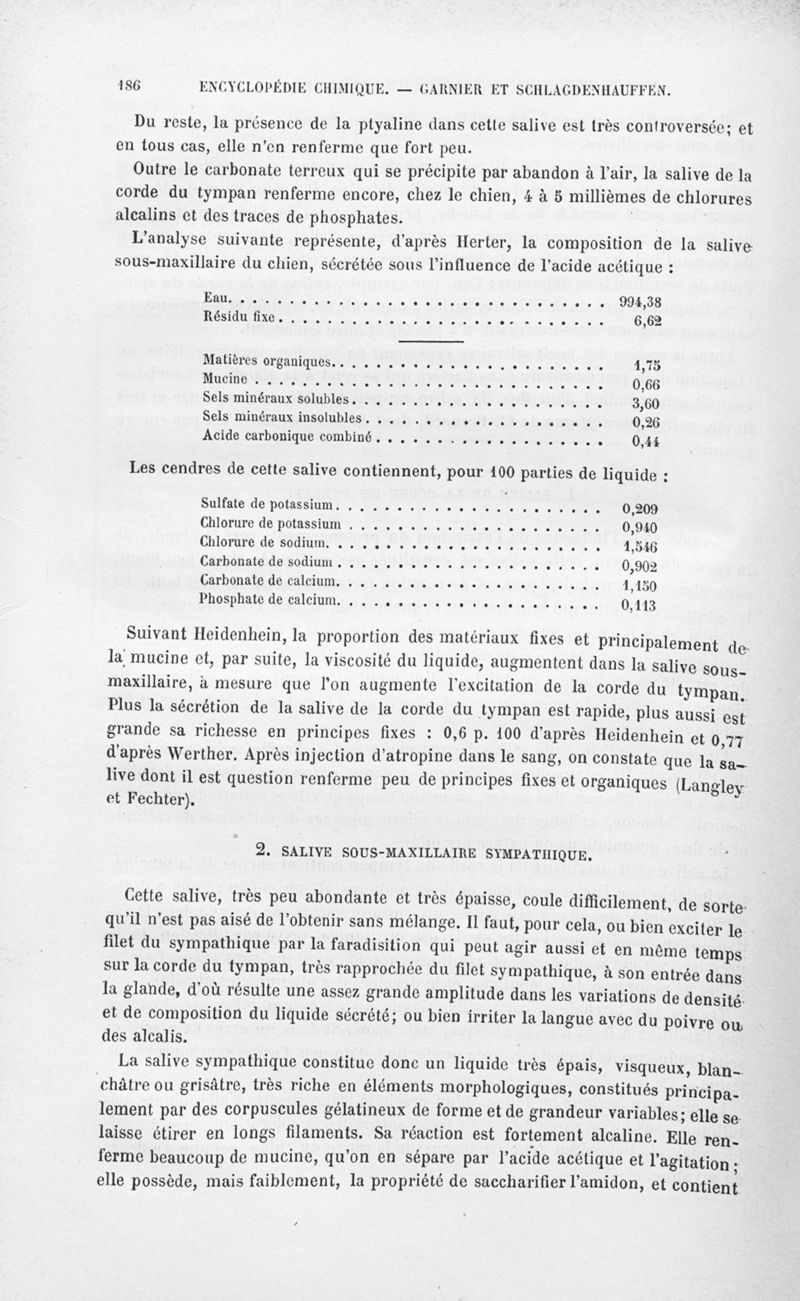 186 ENCYCLOPÉDIE CHIMIQUE. — GARNIER ET SCHLAGDENHAUFFEN.
Du reste, la présence de la ptyaline dans cette salive est très controversée; et
en tous cas, elle n'en renferme que fort peu.
Outre le carbonate terreux qui se précipite par abandon à l'air, la salive de la
corde du tympan renferme encore, chez le chien, 4 à 5 millièmes de chlorures
alcalins et des traces de phosphates.
L'analyse suivante représente, d'après Herter, la composition de la salive
sous-maxillaire du chien, sécrétée sous l'influence de l'acide acétique :
Eau. . . . . . . . . . . . . . . . . . . . . . . . . . . . . . 994,38
Résidu fixe . . . . . . . . . . . . . . . . . . . . . . . . . . 6,62
Matières organiques. . . . . . . . . . . . . . . . . . . . . . . 1,75
Mucine . . . . . . . . . . . . . . . . . . . . . . . . . . . . . 0,66
Sels minéraux solubles . . . . . . . . . . . . . . . . . . . . . 3,60
Sels minéraux insolubles . . . . . . . . . . . . . . . . . . . . 0,26
Acide carbonique combiné . . . . . . . . . . . . . . . . . . . 0,44
Les cendres de cette salive contiennent, pour 100 parties de liquide :
Sulfate de potassium. . . . . . . . . . . . . . . . . . . . . . 0,209
Chlorure de potassium . . . . . . . . . . . . . . . . . . . . . 0,940
Chlorure de sodium. . . . . . . . . . . . . . . . . . . . . . . 1,546
Carbonate de sodium . . . . . . . . . . . . . . . . . . . . . . 0,902
Carbonate de calcium. . . . . . . . . . . . . . . . . . . . . . 1,150
Phosphate de calcium. . . . . . . . . . . . . . . . . . . . . . 0,113
Suivant Heidenhein, la proportion des matériaux fixes et principalement de
la mucine et, par suite, la viscosité du liquide, augmentent dans la salive sous-
maxillaire, à mesure que l'on augmente l'excitation de la corde du tympan.
Plus la sécrétion de la salive de la corde du tympan est rapide, plus aussi est
grande sa richesse en principes fixes : 0,6 p. 100 d'après Heidenhein et 0,77
d'après Werther. Après injection d'atropine dans le sang, on constate que la sa-
live dont il est question renferme peu de principes fixes et organiques (Langley
et Fechter).
2. SALIVE SOUS-MAXILLAIRE SYMPATHIQUE.
Cette salive, très peu abondante et très épaisse, coule difficilement, de sorte
qu'il n'est pas aisé de l'obtenir sans mélange. Il faut, pour cela, ou bien exciter le
filet du sympathique par la faradisition qui peut agir aussi et en même temps
sur la corde du tympan, très rapprochée du filet sympathique, à son entrée dans
la glande, d'où résulte une assez grande amplitude dans les variations de densité
et de composition du liquide sécrété; ou bien irriter la langue avec du poivre ou
des alcalis.
La salive sympathique constitue donc un liquide très épais, visqueux, blan-
châtre ou grisâtre, très riche en éléments morphologiques, constitués principa-
lement par des corpuscules gélatineux de forme et de grandeur variables; elle se
laisse étirer en longs filaments. Sa réaction est fortement alcaline. Elle ren-
ferme beaucoup de mucine, qu'on en sépare par l'acide acétique et l'agitation;
elle possède, mais faiblement, la propriété de saccharifier l'amidon, et contient